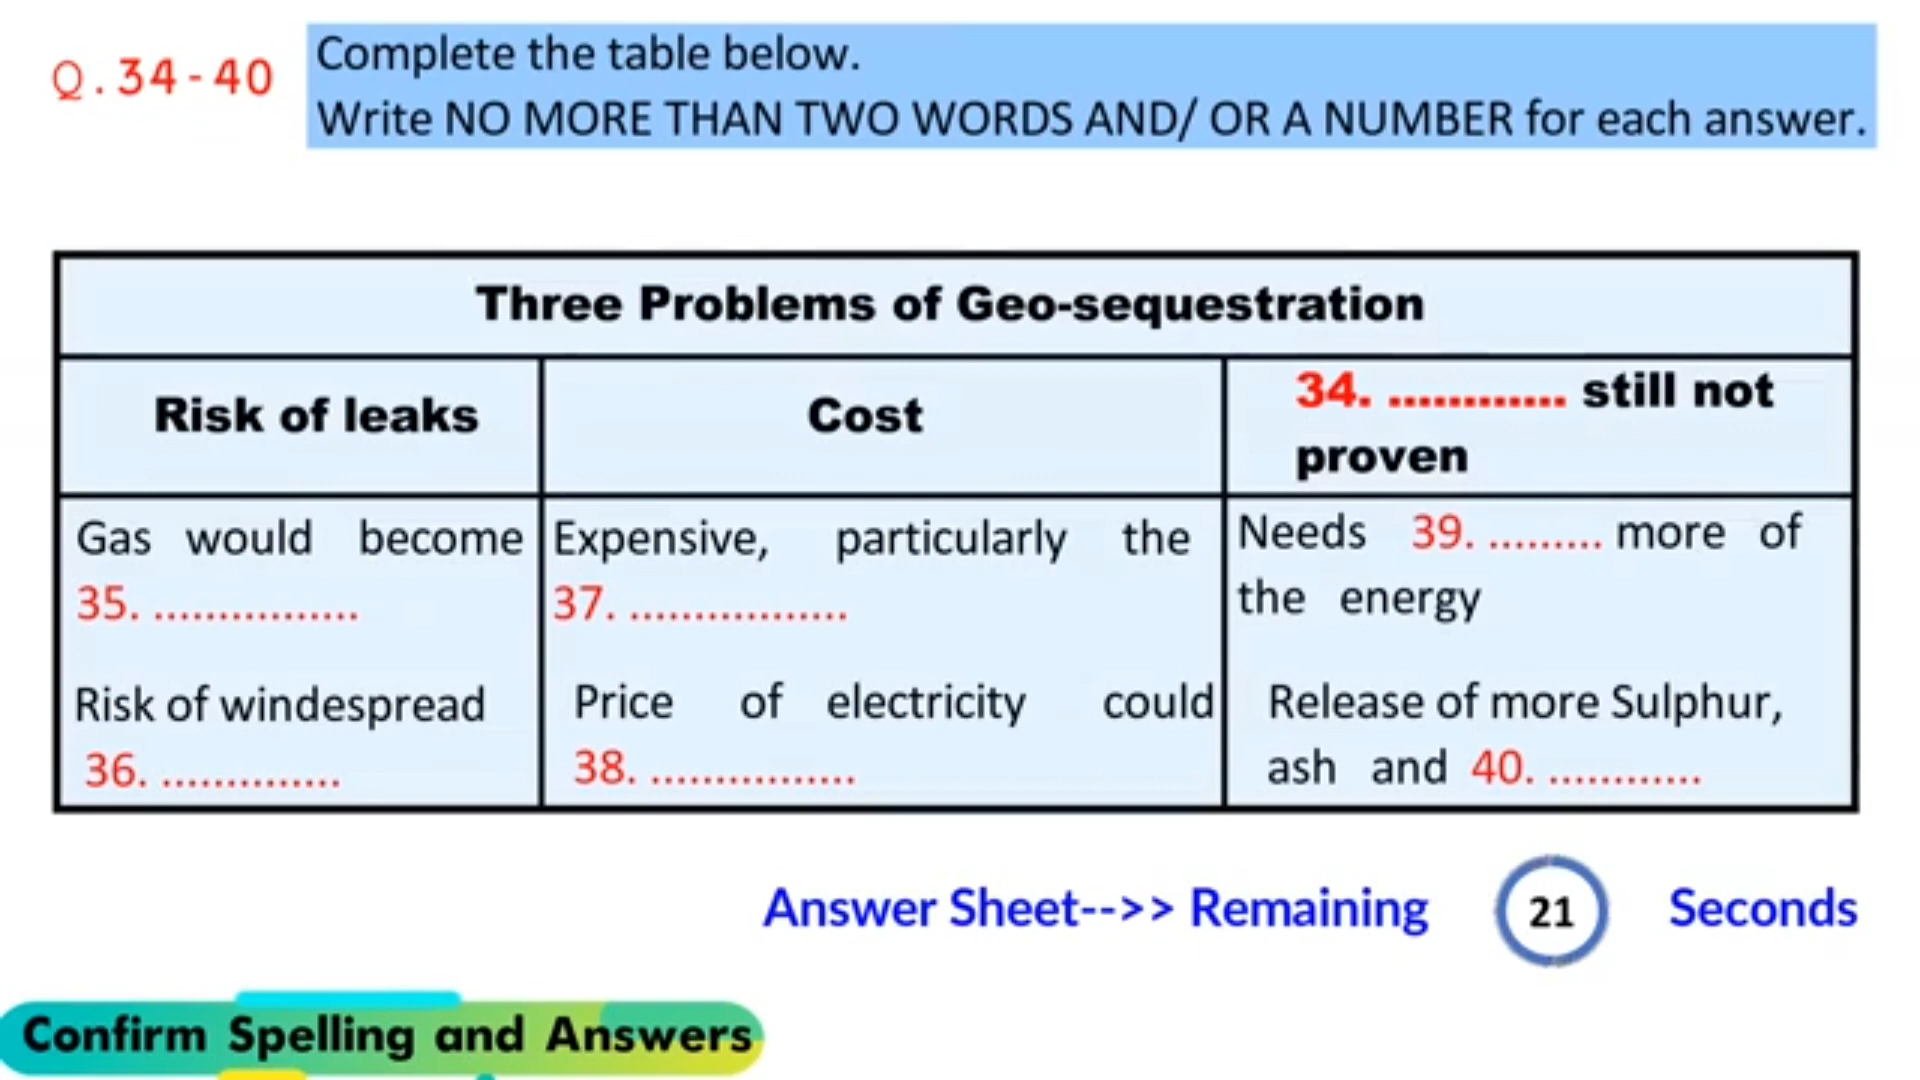 Q.34-40
Complete the table below.
Write NO MORE THAN TWO WORDS AND/ OR A NUMBER for each answer.
Three Problems of Geo-sequestration
Risk of leaks
Cost
34. ............ still not
proven
Gas would become
35. ................
Risk of windespread
36. ..............
Expensive, particularly the
37. .................
Price of electricity could
38. ................
Needs 39. ......... more of
the energy
Release of more Sulphur,
ash and 40. ............
Answer Sheet-->> Remaining 21 Seconds
Confirm Spelling and Answers